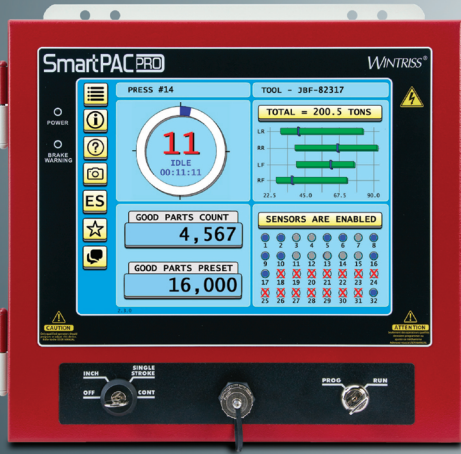 SmartPAC PRO
WINTRISS®
PRESS #14
TOOL - JBF-82317
POWER
BRAKE
WARNING
ES
11
IDLE
00:11:11
TOTAL = 200.5 TONS
LR
RR
LF
RF
22.5 45.0 67.5 90.0
GOOD PARTS COUNT
4,567
GOOD PARTS PRESET
16,000
SENSORS ARE ENABLED
1 2 3 4 5 6 7 8
9 10 11 12 13 14 15 16
17 18 19 20 21 22 23 24
25 26 27 28 29 30 31 32
CAUTION
ATTENTION
INCH
SINGLE
STROKE
OFF
CONT
PROG
RUN